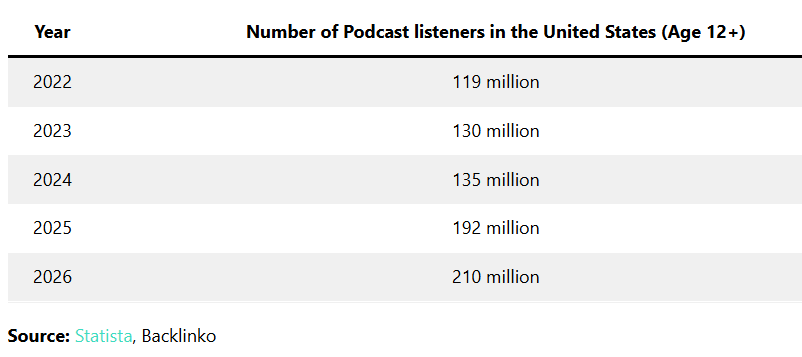 Year Number of Podcast listeners in the United States (Age 12+)
2022 119 million
2023 130 million
2024 135 million
2025 192 million
2026 210 million
Source: Statista, Backlinko